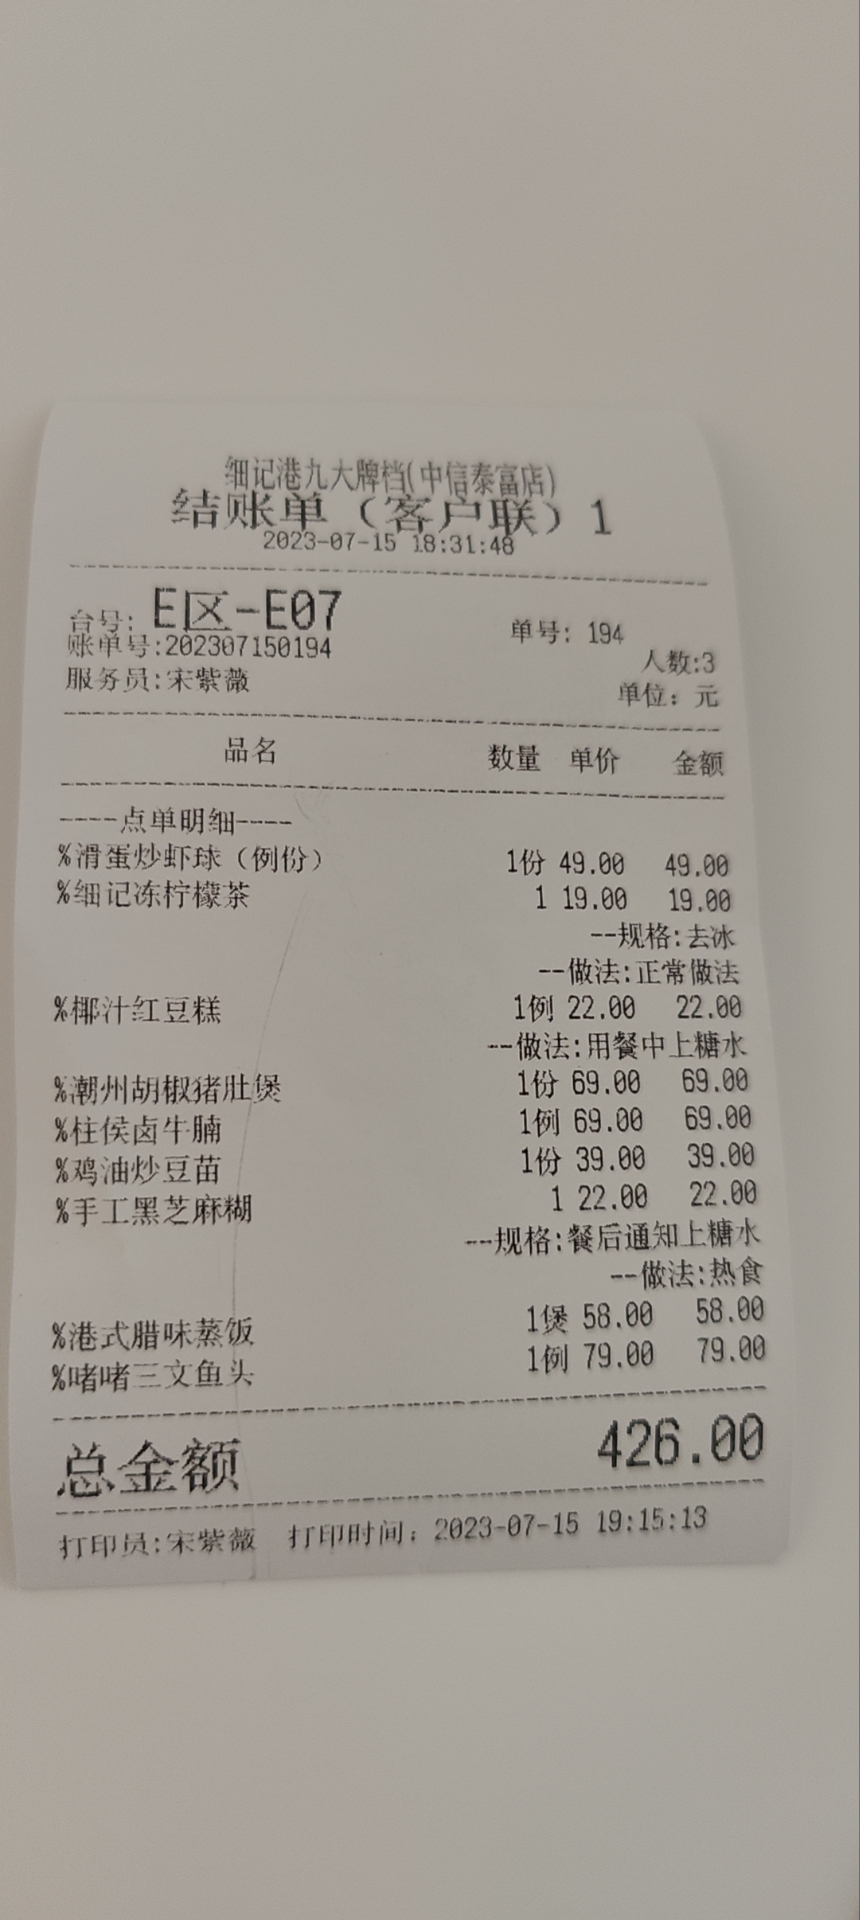 细记港九大牌档(中信泰富店)
结账单（客户联）1
2023-07-15 18:31:48
台号: E区-E07 单号: 194
账单号:202307150194 人数:3
服务员:宋紫薇 单位: 元
品名 数量 单价 金额
----点单明细----
%滑蛋炒虾球（例份） 1份 49.00 49.00
%细记冻柠檬茶 1 19.00 19.00
--规格:去冰
--做法:正常做法
%椰汁红豆糕 1例 22.00 22.00
--做法:用餐中上糖水
%潮州胡椒猪肚煲 1份 69.00 69.00
%柱侯卤牛腩 1例 69.00 69.00
%鸡油炒豆苗 1份 39.00 39.00
%手工黑芝麻糊 1 22.00 22.00
--规格:餐后通知上糖水
--做法:热食
%港式腊味蒸饭 1煲 58.00 58.00
%啫啫三文鱼头 1例 79.00 79.00
总金额 426.00
打印员:宋紫薇 打印时间: 2023-07-15 19:15:13